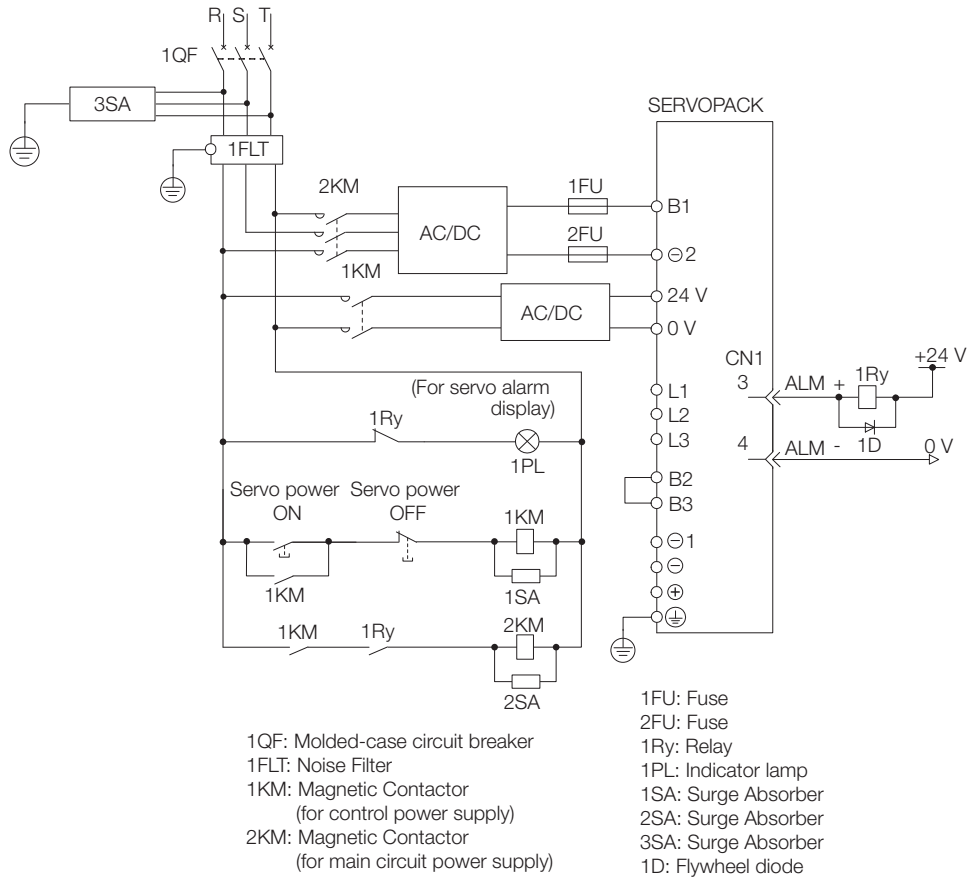 R S T
1QF
3SA
1FLT
SERVOPACK
2KM
1FU
B1
AC/DC
2FU
⊖2
1KM
24 V
AC/DC
0 V
CN1
+24 V
3 ALM + 1Ry
L1
(For servo alarm
display)
L2
1Ry
L3
4 ALM - 1D 0 V
1PL
B2
Servo power
ON
Servo power
OFF
B3
1KM
⊖1
⊖
1KM
1SA
⊕
1KM
1Ry
2KM
2SA
1QF: Molded-case circuit breaker
1FLT: Noise Filter
1KM: Magnetic Contactor
(for control power supply)
2KM: Magnetic Contactor
(for main circuit power supply)
1FU: Fuse
2FU: Fuse
1Ry: Relay
1PL: Indicator lamp
1SA: Surge Absorber
2SA: Surge Absorber
3SA: Surge Absorber
1D: Flywheel diode